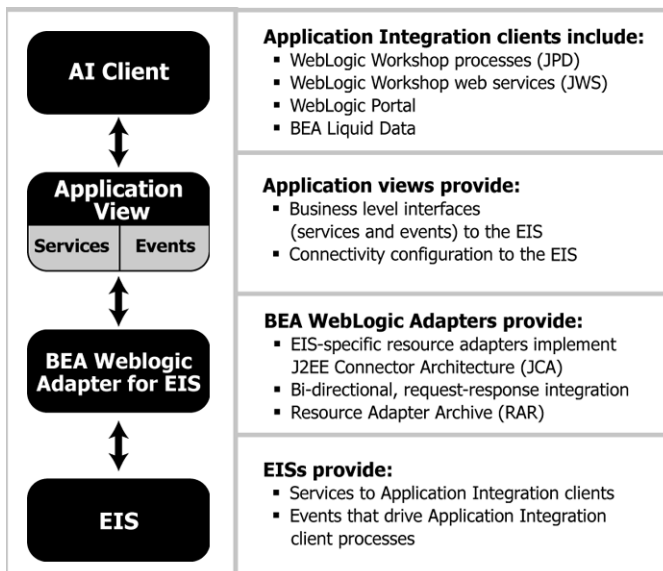 AI Client
Application Integration clients include:
▪ WebLogic Workshop processes (JPD)
▪ WebLogic Workshop web services (JWS)
▪ WebLogic Portal
▪ BEA Liquid Data
Application
View
Services
Events
Application views provide:
▪ Business level interfaces
(services and events) to the EIS
▪ Connectivity configuration to the EIS
BEA Weblogic
Adapter for EIS
BEA WebLogic Adapters provide:
▪ EIS-specific resource adapters implement
J2EE Connector Architecture (JCA)
▪ Bi-directional, request-response integration
▪ Resource Adapter Archive (RAR)
EIS
EISs provide:
▪ Services to Application Integration clients
▪ Events that drive Application Integration
client processes